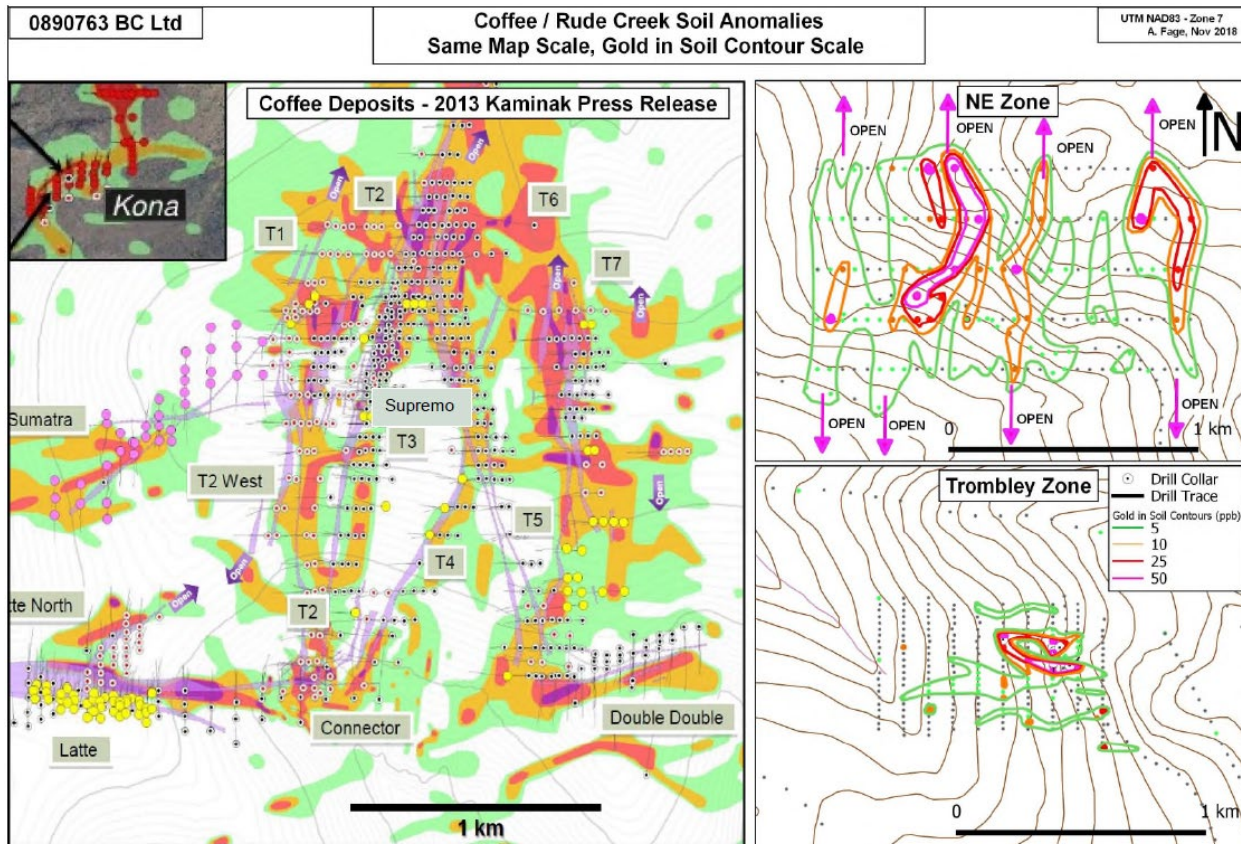 0890763 BC Ltd
Coffee / Rude Creek Soil Anomalies
Same Map Scale, Gold in Soil Contour Scale
UTM NAD83 - Zone 7
A. Fage, Nov 2018
Coffee Deposits - 2013 Kaminak Press Release
Kona
Open
T2
Open
T6
T1
T7
Open
Open
Supremo
Sumatra
T3
T2 West
Open
T5
Open
T4
Open
tte North
T2
Connector
Double Double
Latte
1 km
NE Zone
N
OPEN
OPEN
OPEN
OPEN
OPEN
OPEN
OPEN
OPEN
0
1 km
Trombley Zone
Drill Collar
Drill Trace
Gold in Soil Contours (ppb)
5
10
25
50
0
1 km